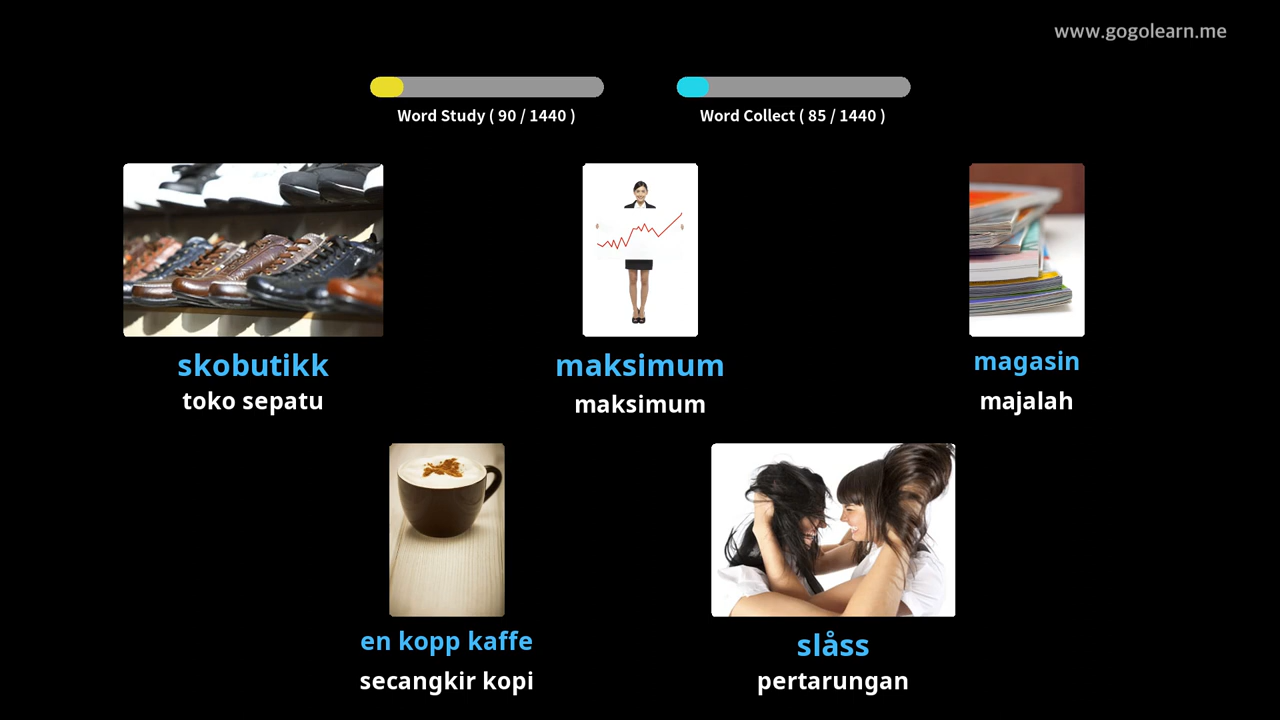 www.gogolearn.me
Word Study ( 90 / 1440 )
Word Collect ( 85 / 1440 )
skobutikk
toko sepatu
maksimum
maksimum
magasin
majalah
en kopp kaffe
secangkir kopi
slåss
pertarungan